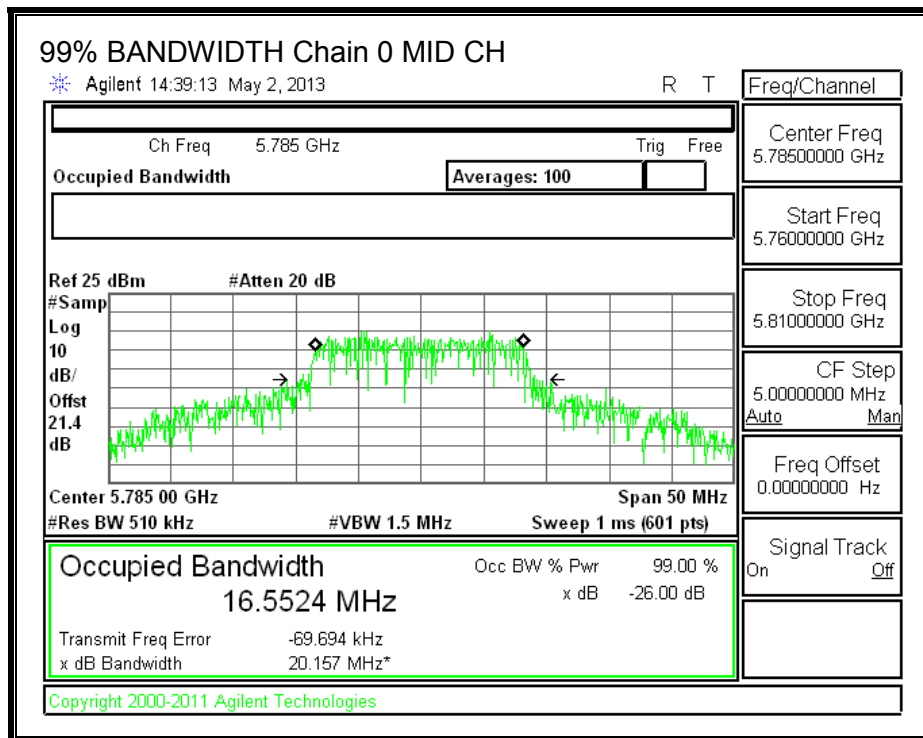 99% BANDWIDTH Chain 0 MID CH
Agilent 14:39:13 May 2, 2013 R T
Ch Freq 5.785 GHz Trig Free
Occupied Bandwidth Averages: 100
Ref 25 dBm #Atten 20 dB
#Samp
Log
10
dB/
Offst
21.4
dB
Center 5.785 00 GHz Span 50 MHz
#Res BW 510 kHz #VBW 1.5 MHz Sweep 1 ms (601 pts)
Occupied Bandwidth Occ BW % Pwr 99.00 %
16.5524 MHz x dB -26.00 dB
Transmit Freq Error -69.694 kHz
x dB Bandwidth 20.157 MHz*
Copyright 2000-2011 Agilent Technologies
Freq/Channel
Center Freq
5.78500000 GHz
Start Freq
5.76000000 GHz
Stop Freq
5.81000000 GHz
CF Step
5.00000000 MHz
Auto Man
Freq Offset
0.00000000 Hz
Signal Track
On Off